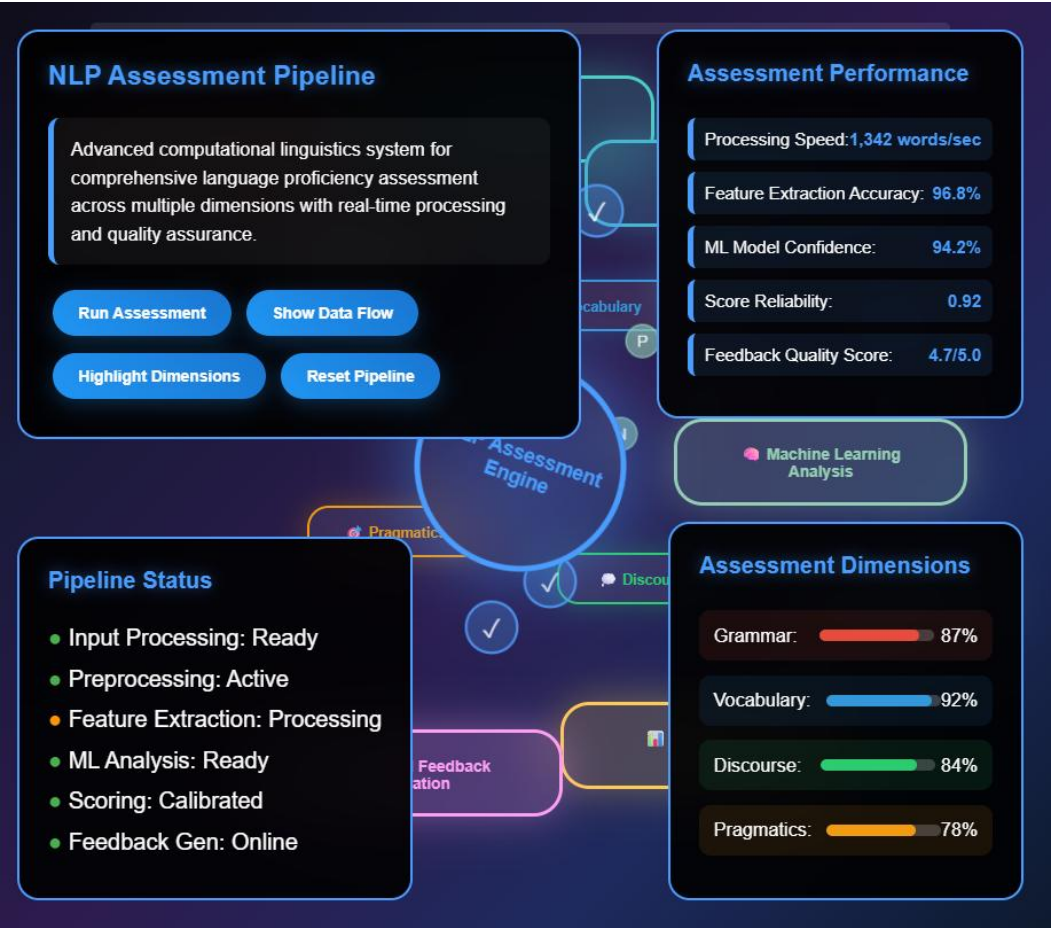 NLP Assessment Pipeline
Advanced computational linguistics system for
comprehensive language proficiency assessment
across multiple dimensions with real-time processing
and quality assurance.
Run Assessment
Show Data Flow
Highlight Dimensions
Reset Pipeline
Assessment Performance
Processing Speed: 1,342 words/sec
Feature Extraction Accuracy: 96.8%
ML Model Confidence: 94.2%
Score Reliability: 0.92
Feedback Quality Score: 4.7/5.0
P
Assessment
Engine
🧠 Machine Learning
Analysis
Pipeline Status
Input Processing: Ready
Preprocessing: Active
Feature Extraction: Processing
ML Analysis: Ready
Scoring: Calibrated
Feedback Gen: Online
Feedback
Assessment Dimensions
Grammar: 87%
Vocabulary: 92%
Discourse: 84%
Pragmatics: 78%